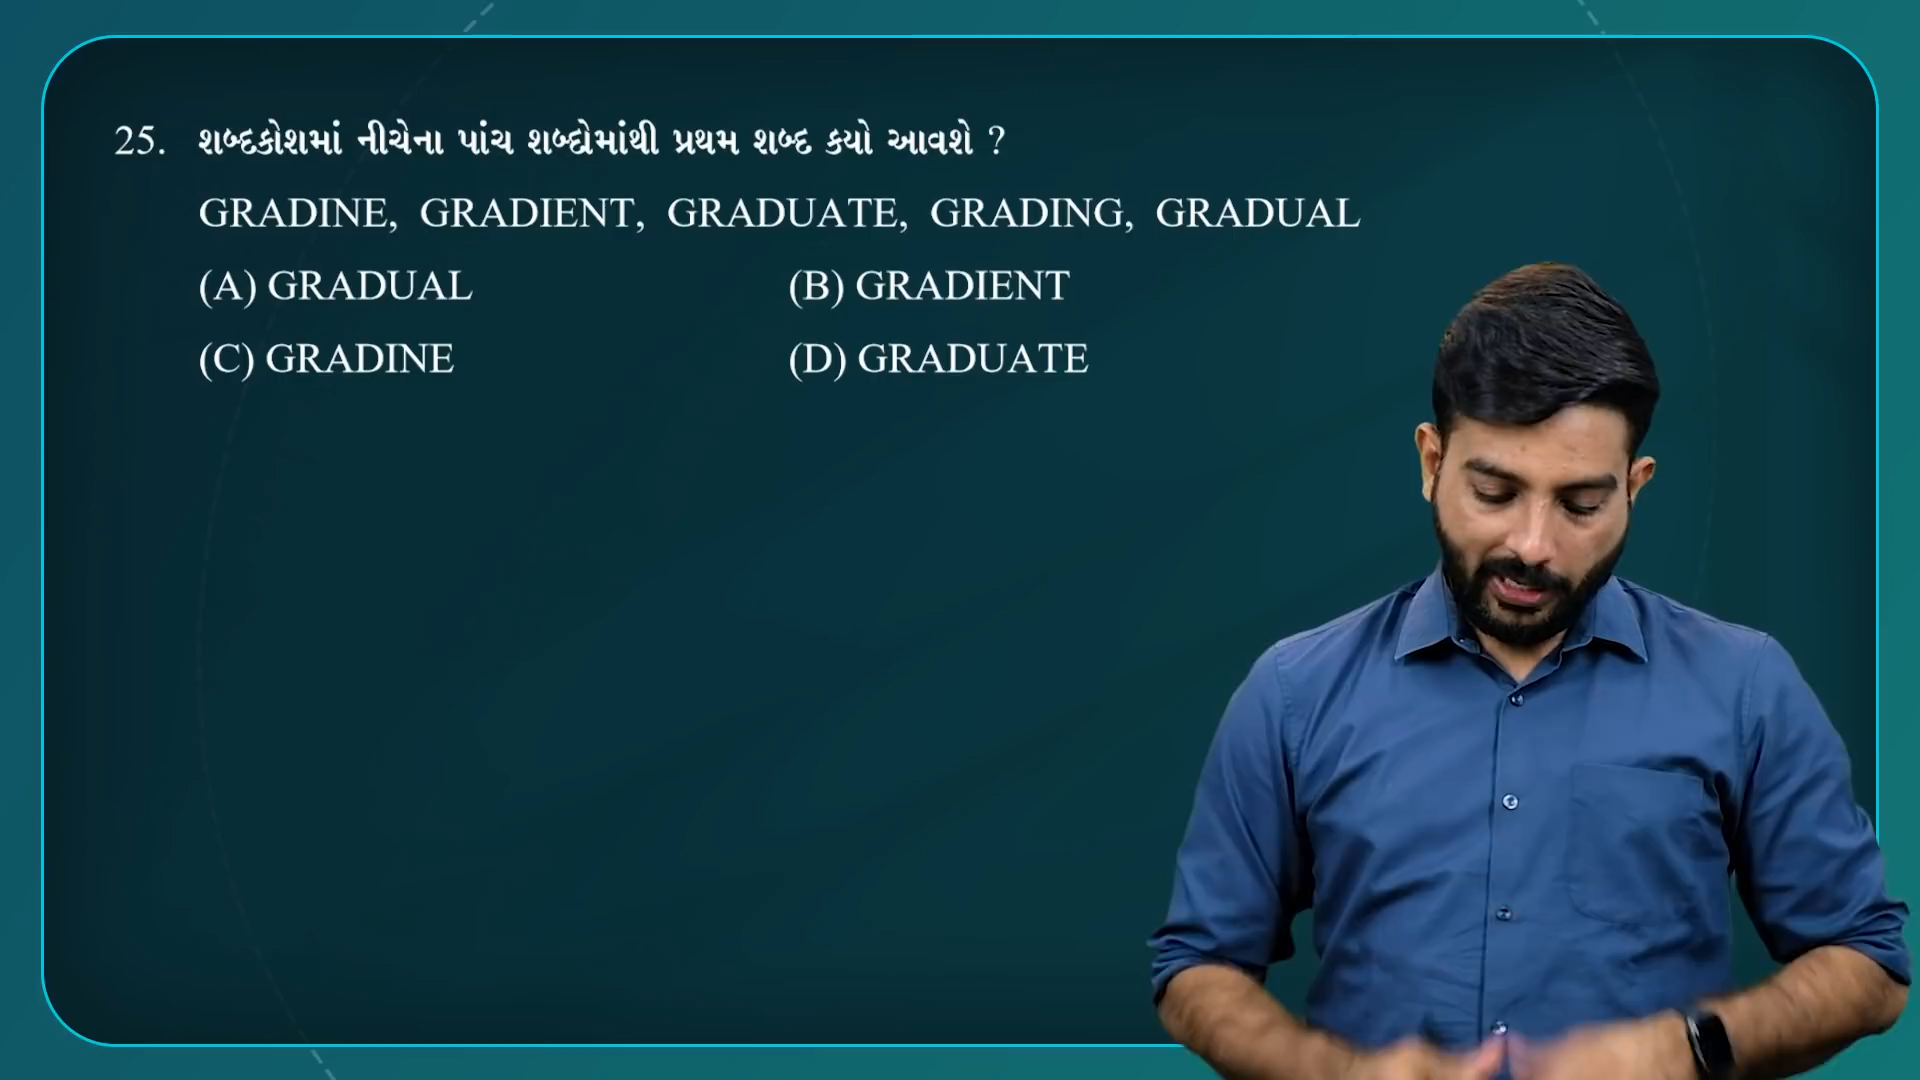 25. શબ્દકોશમાં નીચેના પાંચ શબ્દોમાંથી પ્રથમ શબ્દ કયો આવશે ?
GRADINE, GRADIENT, GRADUATE, GRADING, GRADUAL
(A) GRADUAL (B) GRADIENT
(C) GRADINE (D) GRADUATE